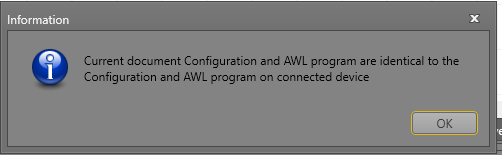 Information
x
Current document Configuration and AWL program are identical to the
Configuration and AWL program on connected device
OK